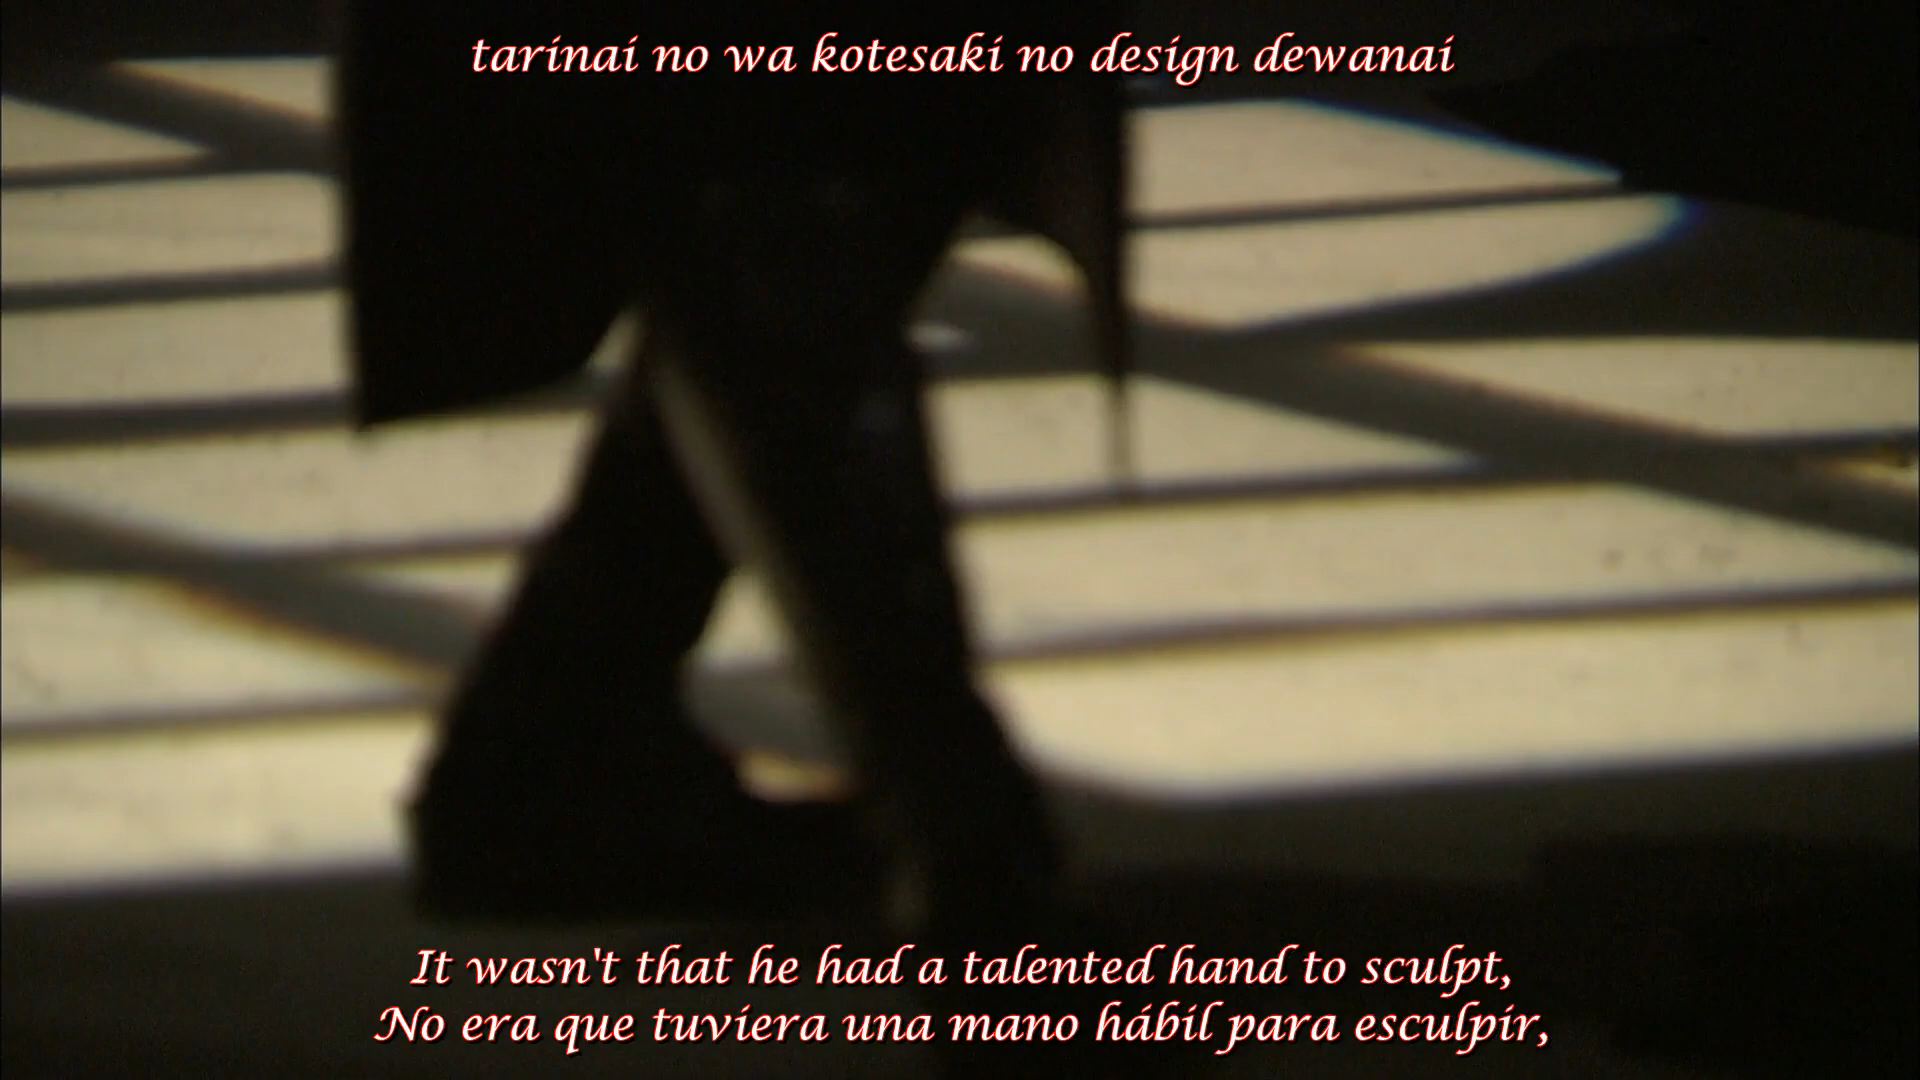 tarinai no wa kotesaki no design dewanai
It wasn't that he had a talented hand to sculpt,
No era que tuviera una mano hábil para esculpir,